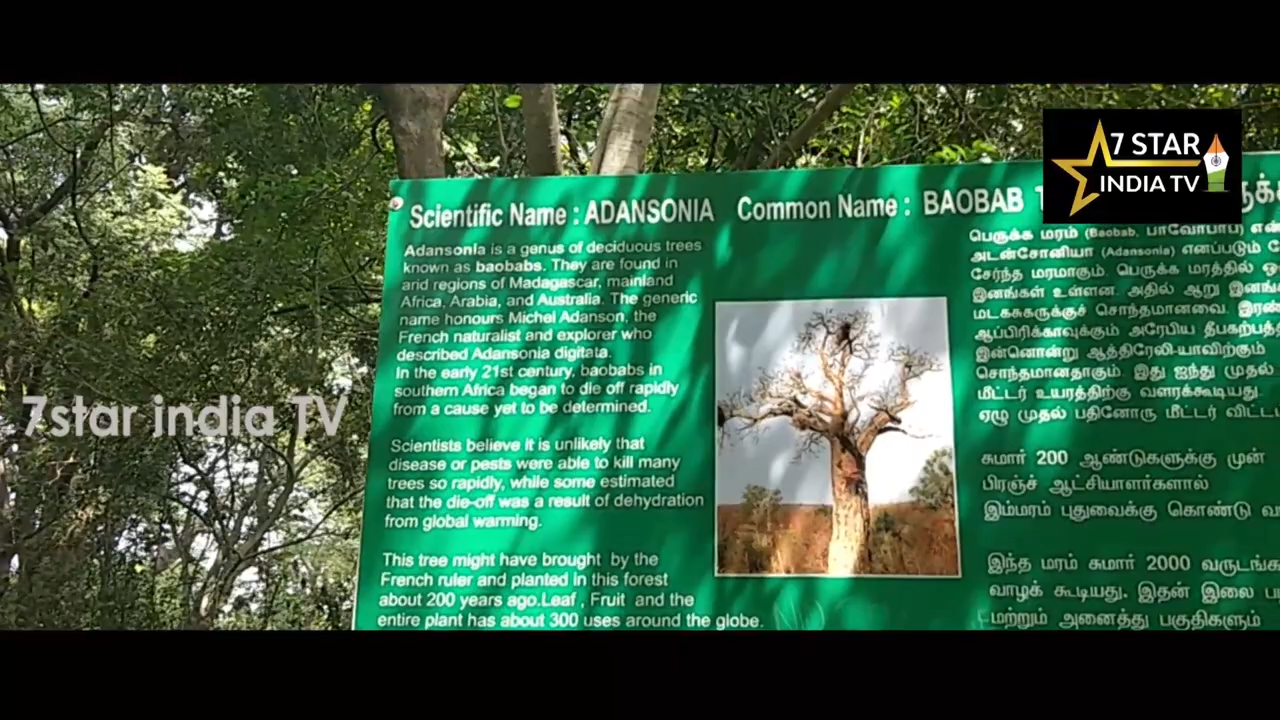 7 STAR
INDIA TV
Scientific Name : ADANSONIA Common Name : BAOBAB
Adansonia is a genus of deciduous trees
known as baobabs. They are found in
arid regions of Madagascar, mainland
Africa, Arabia, and Australia. The generic
name honours Michel Adanson, the
French naturalist and explorer who
described Adansonia digitata.
In the early 21st century, baobabs in
southern Africa began to die off rapidly
from a cause yet to be determined.
Scientists believe it is unlikely that
disease or pests were able to kill many
trees so rapidly, while some estimated
that the die-off was a result of dehydration
from global warming.
This tree might have brought by the
French ruler and planted in this forest
about 200 years ago.Leaf , Fruit and the
entire plant has about 300 uses around the globe.
பெருக்க மரம் (Baobab, பாவோபாப்)
அடன்சோனியா (Adansonia) எனப்படும்
சேர்ந்த மரமாகும். பெருக்க மரத்தில்
இனங்கள் உள்ளன. அதில் ஆறு
மடகசுகருக்குச் சொந்தமானவை.
ஆப்பிரிக்காவுக்கும் அரேபிய
இன்னொன்று ஆத்திரேலி-யாவிற்கும்
சொந்தமானதாகும். இது ஐந்து முதல்
மீட்டர் உயரத்திற்கு வளரக்கூடியது.
ஏழு முதல் பதினோரு மீட்டர்
சுமார் 200 ஆண்டுகளுக்கு முன்
பிரஞ்ச் ஆட்சியாளர்களால்
இம்மரம் புதுவைக்கு கொண்டு
இந்த மரம் சுமார் 2000
வாழக் கூடியது. இதன் இலை
மற்றும் அனைத்து பகுதிகளும்
7star india TV